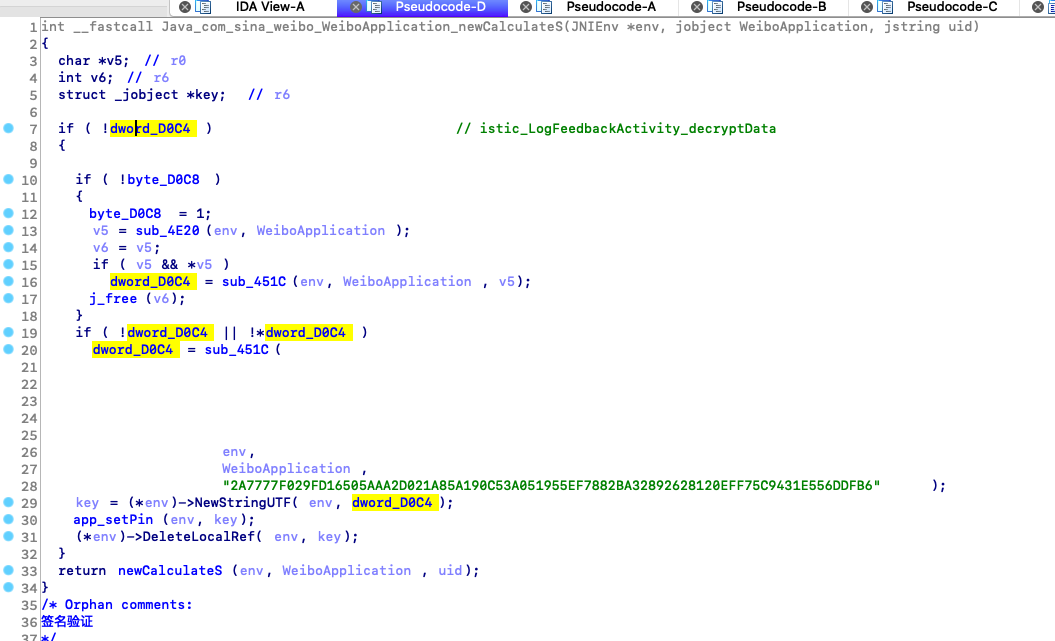 IDA View-A Pseudocode-D Pseudocode-A Pseudocode-B Pseudocode-C
1 int __fastcall Java_com_sina_weibo_WeiboApplication_newCalculateS(JNIEnv *env, jobject WeiboApplication, jstring uid)
2 {
3 char *v5; // r0
4 int v6; // r6
5 struct _jobject *key; // r6
6
7 if ( !dword_D0C4 ) // istic_LogFeedbackActivity_decryptData
8 {
9
10 if ( !byte_D0C8 )
11 {
12 byte_D0C8 = 1;
13 v5 = sub_4E20 (env, WeiboApplication );
14 v6 = v5;
15 if ( v5 && *v5 )
16 dword_D0C4 = sub_451C (env, WeiboApplication , v5);
17 j_free (v6);
18 }
19 if ( !dword_D0C4 || !*dword_D0C4 )
20 dword_D0C4 = sub_451C (
21
22
23
24
25
26 env,
27 WeiboApplication ,
28 "2A7777F029FD16505AAA2D021A85A190C53A051955EF7882BA32892628120EFF75C9431E556DDFB6" );
29 key = (*env)->NewStringUTF( env, dword_D0C4 );
30 app_setPin (env, key);
31 (*env)->DeleteLocalRef( env, key);
32 }
33 return newCalculateS (env, WeiboApplication , uid);
34 }
35 /* Orphan comments:
36 签名验证
37 */